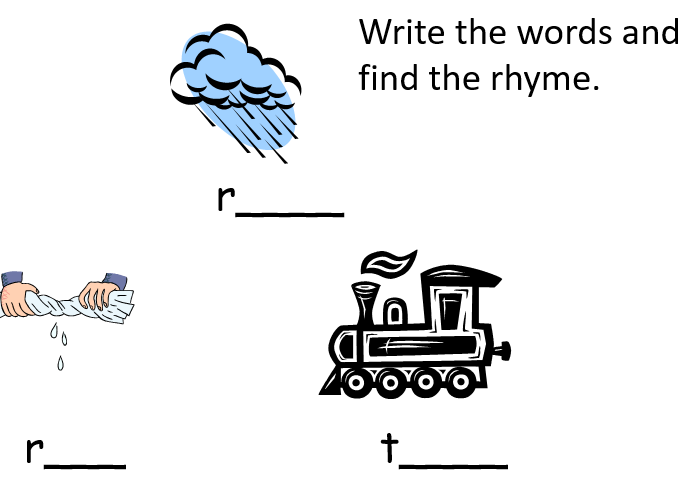 Write the words and
find the rhyme.
r_____
r____
t_____